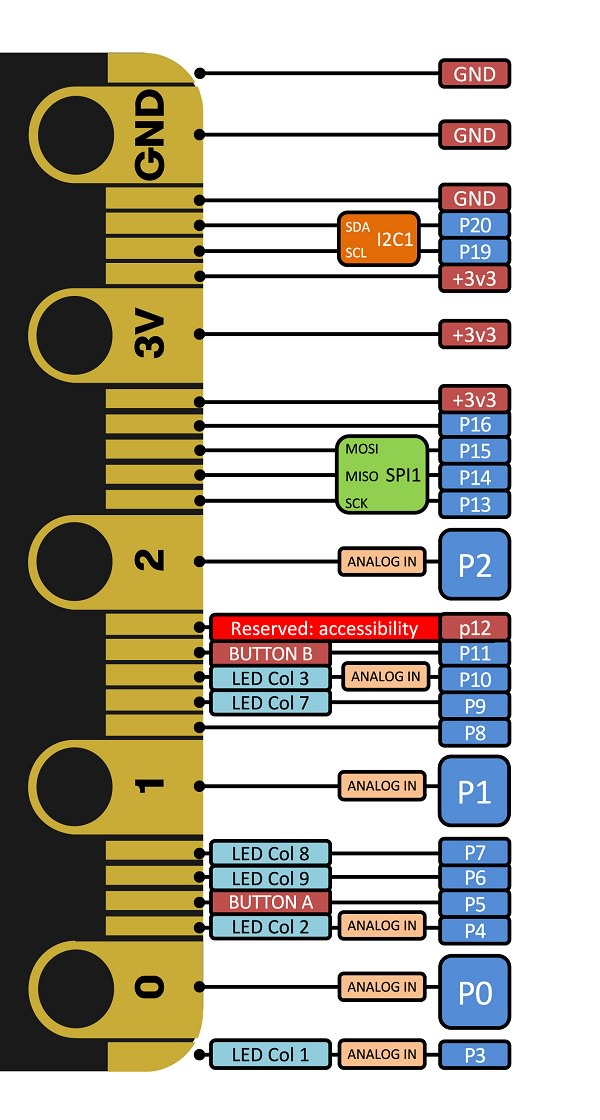 GND
GND GND
GND
SDA I2C1 P20
SCL P19
+3v3
3V +3v3
+3v3
P16
MOSI P15
MISO SPI1 P14
SCK P13
2 ANALOG IN P2
Reserved: accessibility p12
BUTTON B P11
LED Col 3 ANALOG IN P10
LED Col 7 P9
P8
1 ANALOG IN P1
LED Col 8 P7
LED Col 9 P6
BUTTON A P5
LED Col 2 ANALOG IN P4
0 ANALOG IN P0
LED Col 1 ANALOG IN P3